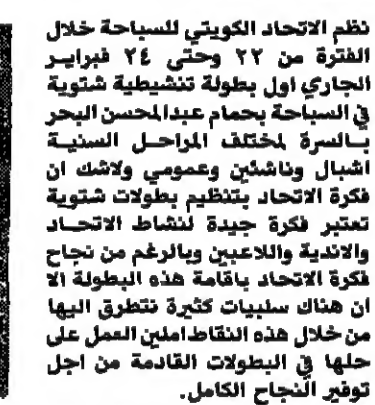 نظم الاتحاد الكويتي للسباحة خلال
الفترة من ٢٢ وحتى ٢٤ فبراير
الجاري اول بطولة تنشيطية شتوية
في السباحة بحمام عبدالمحسن البحر
بالسرة لمختلف المراحل السنية
اشبال وناشئين وعمومي ولاشك ان
فكرة الاتحاد بتنظيم بطولات شتوية
تعتبر فكرة جيدة لنشاط الاتحاد
والاندية واللاعبين وبالرغم من نجاح
فكرة الاتحاد باقامة هذه البطولة الا
ان هناك سلبيات كثيرة نتطرق اليها
من خلال هذه النقاط املين العمل على
حلها في البطولات القادمة من اجل
توفير النجاح الكامل.